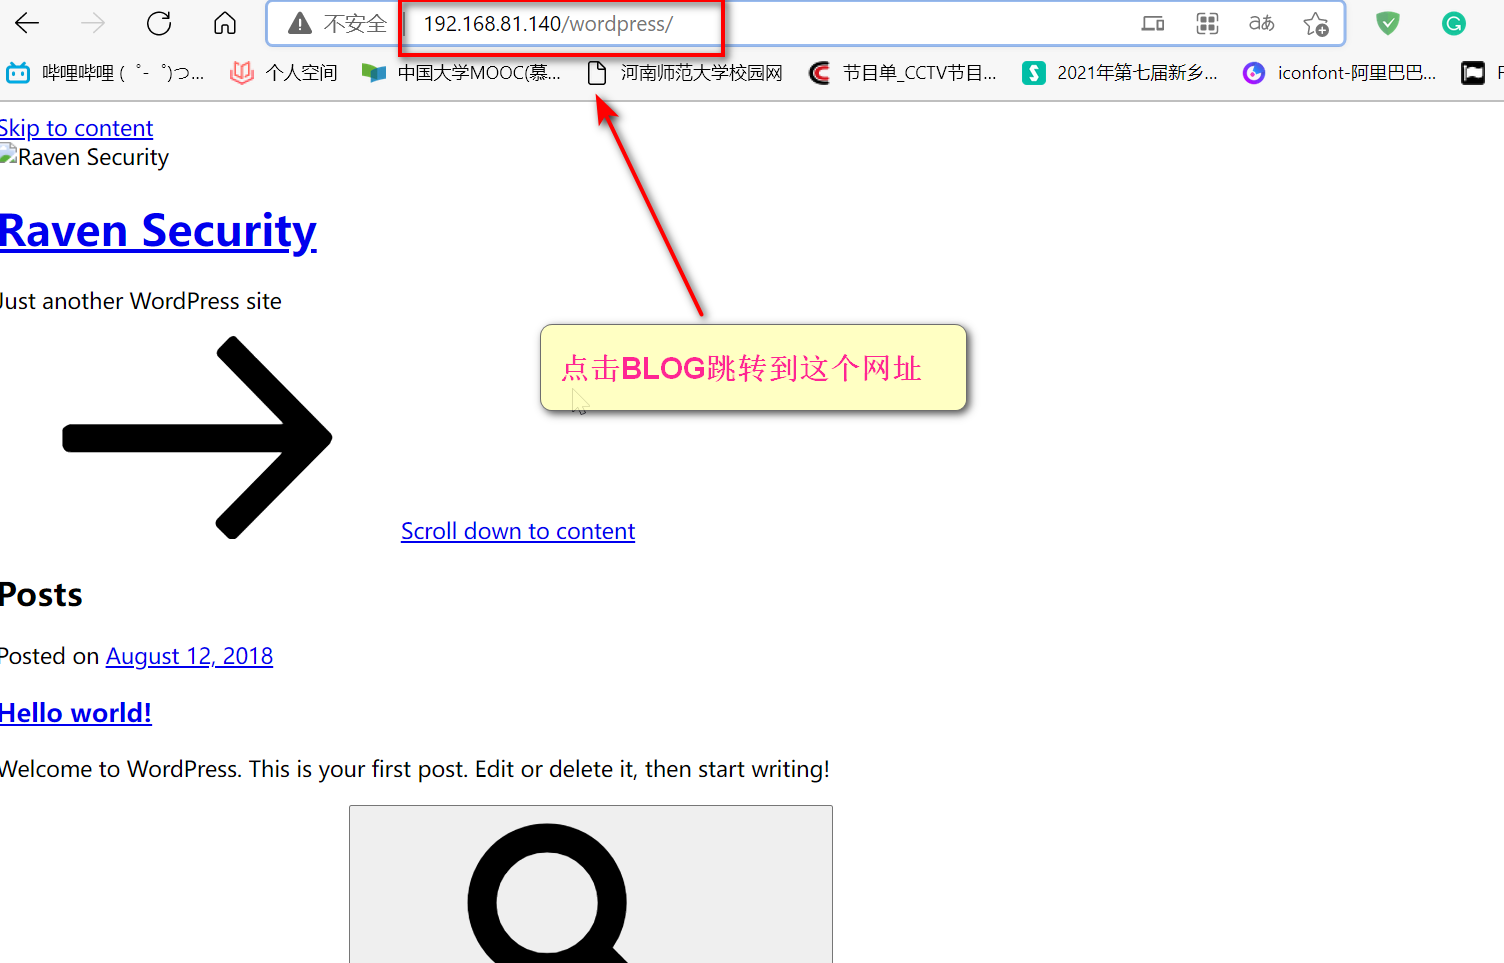 不安全 192.168.81.140/wordpress/ aあ
哔哩哔哩 (゜-゜)つ... 个人空间 中国大学MOOC(慕... 河南师范大学校园网 节目单_CCTV节目... 2021年第七届新乡... iconfont-阿里巴巴... F
Skip to content
Raven Security
Raven Security
Just another WordPress site
点击BLOG跳转到这个网址
Scroll down to content
Posts
Posted on August 12, 2018
Hello world!
Welcome to WordPress. This is your first post. Edit or delete it, then start writing!